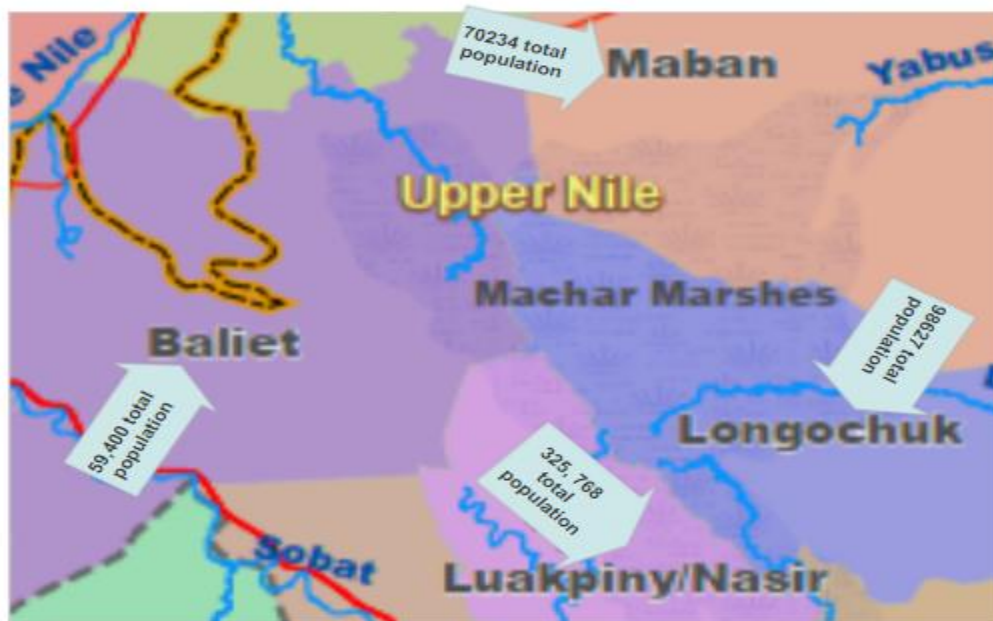 e Nile
70234 total
population
Maban
Yabus
Upper Nile
Machar Marshes
98627 total
population
Baliet
59,400 total
population
Longochuk
325, 768
total
population
Sobat
Luakpiny/Nasir